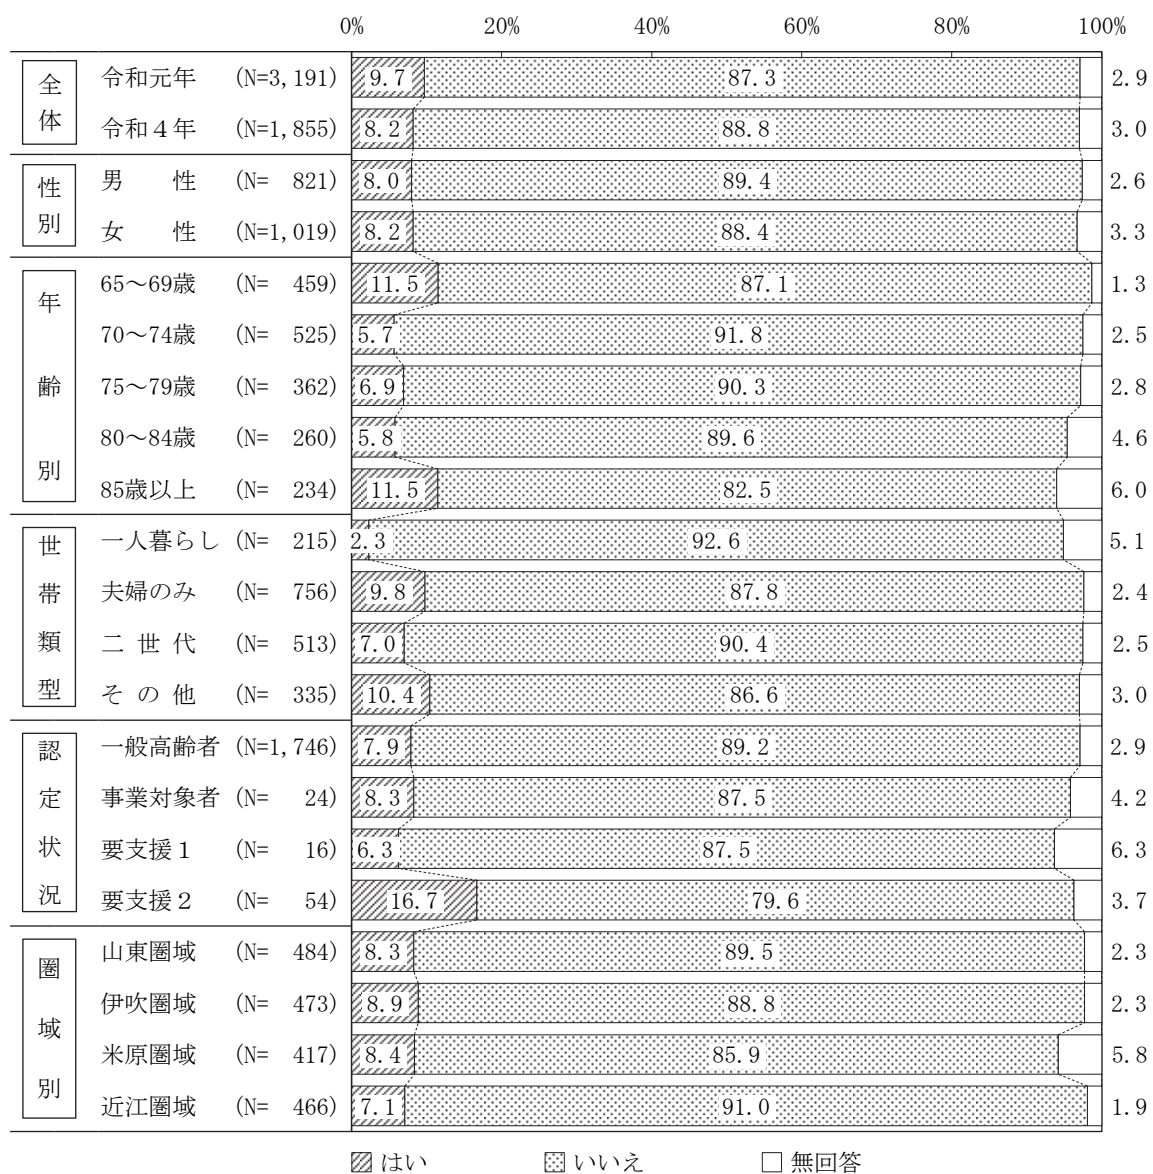 0% 20% 40% 60% 80% 100%
全体
令和元年 (N=3,191) 9.7 87.3 2.9
令和４年 (N=1,855) 8.2 88.8 3.0
性別
男性 (N= 821) 8.0 89.4 2.6
女性 (N=1,019) 8.2 88.4 3.3
年齢別
65～69歳 (N= 459) 11.5 87.1 1.3
70～74歳 (N= 525) 5.7 91.8 2.5
75～79歳 (N= 362) 6.9 90.3 2.8
80～84歳 (N= 260) 5.8 89.6 4.6
85歳以上 (N= 234) 11.5 82.5 6.0
世帯類型
一人暮らし (N= 215) 2.3 92.6 5.1
夫婦のみ (N= 756) 9.8 87.8 2.4
二世代 (N= 513) 7.0 90.4 2.5
その他 (N= 335) 10.4 86.6 3.0
認定状況
一般高齢者 (N=1,746) 7.9 89.2 2.9
事業対象者 (N= 24) 8.3 87.5 4.2
要支援１ (N= 16) 6.3 87.5 6.3
要支援２ (N= 54) 16.7 79.6 3.7
圏域別
山東圏域 (N= 484) 8.3 89.5 2.3
伊吹圏域 (N= 473) 8.9 88.8 2.3
米原圏域 (N= 417) 8.4 85.9 5.8
近江圏域 (N= 466) 7.1 91.0 1.9
はい いいえ 無回答